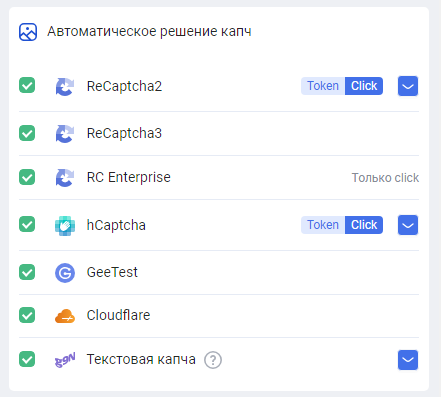 Автоматическое решение капч
ReCaptcha2 Token Click
ReCaptcha3
RC Enterprise Только click
hCaptcha Token Click
GeeTest
Cloudflare
Текстовая капча ?